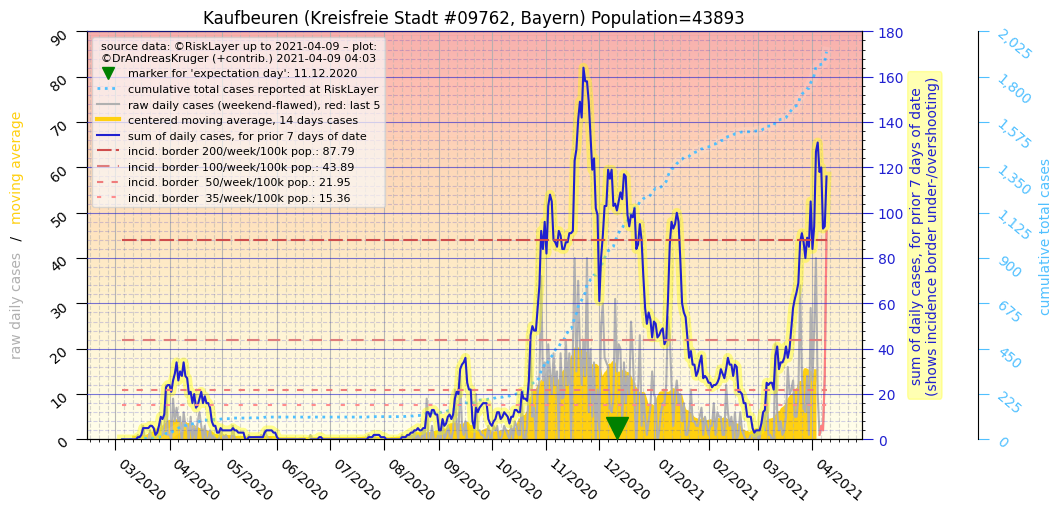 Kaufbeuren (Kreisfreie Stadt #09762, Bayern) Population=43893
source data: ©RiskLayer up to 2021-04-09 – plot:
©DrAndreasKruger (+contrib.) 2021-04-09 04:03
marker for 'expectation day': 11.12.2020
cumulative total cases reported at RiskLayer
raw daily cases (weekend-flawed), red: last 5
centered moving average, 14 days cases
sum of daily cases, for prior 7 days of date
incid. border 200/week/100k pop.: 87.79
incid. border 100/week/100k pop.: 43.89
incid. border  50/week/100k pop.: 21.95
incid. border  35/week/100k pop.: 15.36
raw daily cases / moving average
90
80
70
60
50
40
30
20
10
0
03/2020
04/2020
05/2020
06/2020
07/2020
08/2020
09/2020
10/2020
11/2020
12/2020
01/2021
02/2021
03/2021
04/2021
180
160
140
120
100
80
60
40
20
0
sum of daily cases, for prior 7 days of date
(shows incidence border under-/overshooting)
2,025
1,800
1,575
1,350
1,125
900
675
450
225
0
cumulative total cases